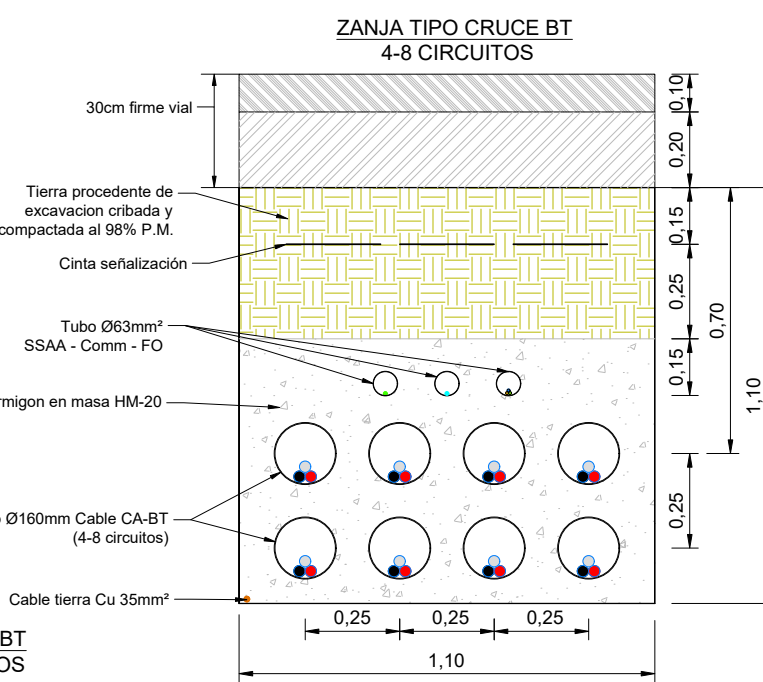 ZANJA TIPO CRUCE BT
4-8 CIRCUITOS
30cm firme vial
0,10
0,20
Tierra procedente de
excavacion cribada y
compactada al 98% P.M.
0,15
Cinta señalización
0,25
0,70
Tubo Ø63mm²
SSAA - Comm - FO
0,15
1,10
rmigon en masa HM-20
0,25
Ø160mm Cable CA-BT
(4-8 circuitos)
Cable tierra Cu 35mm²
0,25
0,25
0,25
BT
OS
1,10